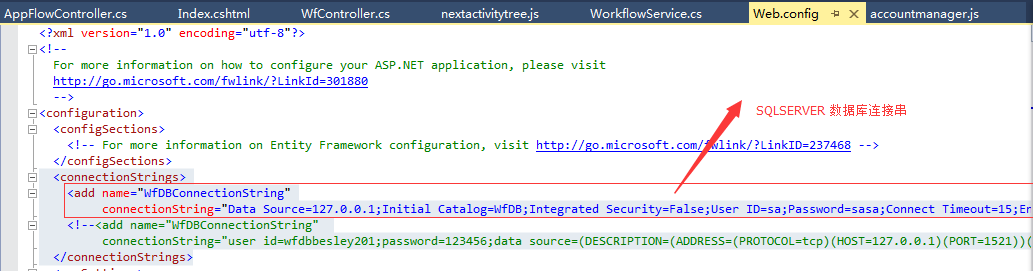 AppFlowController.cs Index.cshtml WfController.cs nextactivitytree.js WorkflowService.cs Web.config accountmanager.js
<?xml version="1.0" encoding="utf-8"?>
<!--
For more information on how to configure your ASP.NET application, please visit
http://go.microsoft.com/fwlink/?LinkId=301880
-->
SQLSERVER 数据库连接串
<configuration>
<configSections>
<!-- For more information on Entity Framework configuration, visit http://go.microsoft.com/fwlink/?LinkID=237468 -->
</configSections>
<connectionStrings>
<add name="WfDBConnectionString"
connectionString="Data Source=127.0.0.1;Initial Catalog=WfDB;Integrated Security=False;User ID=sa;Password=sasa;Connect Timeout=15;En
<!--<add name="WfDBConnectionString"
connectionString="user id=wfdbbesley201;password=123456;data source=(DESCRIPTION=(ADDRESS=(PROTOCOL=tcp)(HOST=127.0.0.1)(PORT=1521))(
</connectionStrings>